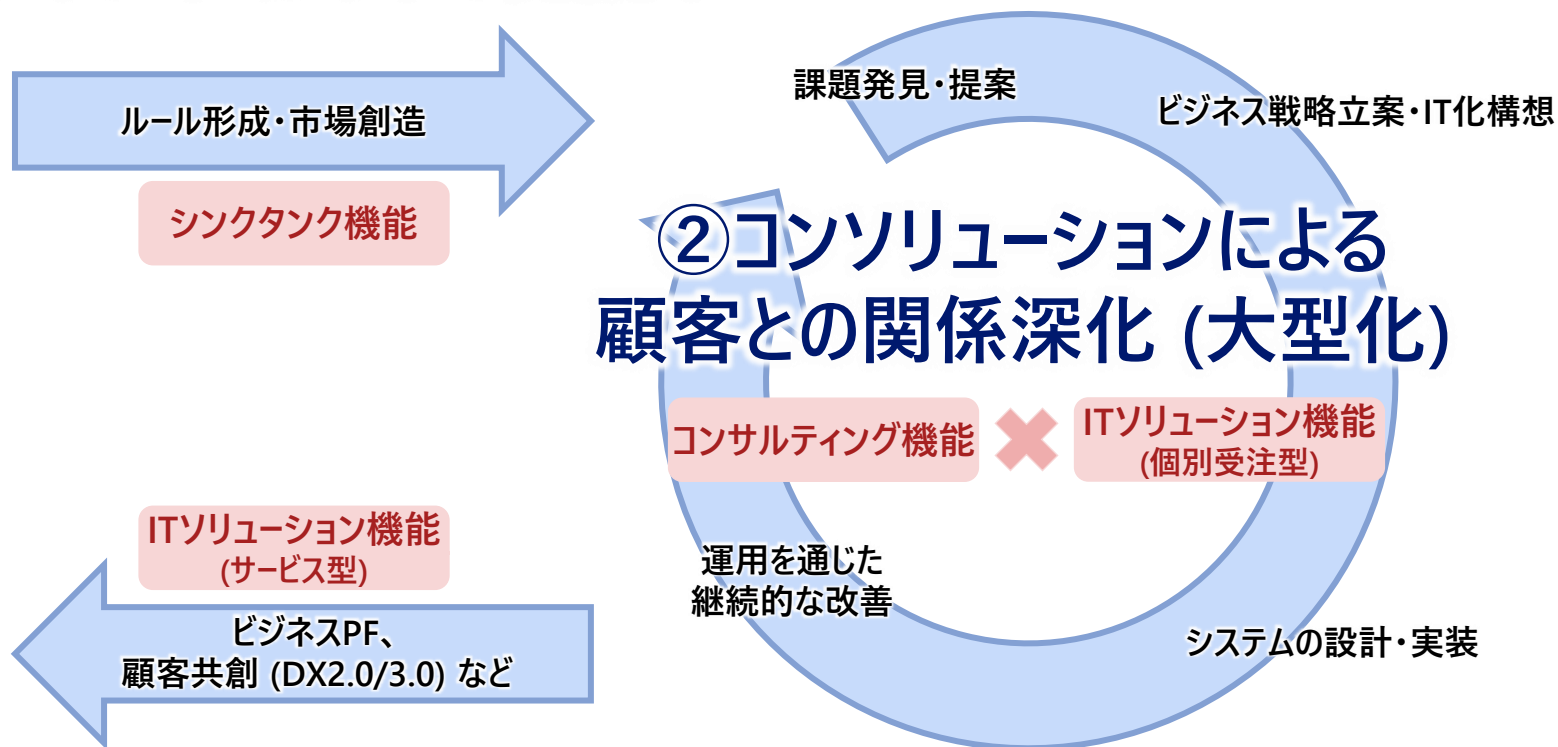 ルール形成・市場創造
シンクタンク機能
課題発見・提案
ビジネス戦略立案・IT化構想
②コンソリューションによる
顧客との関係深化 (大型化)
コンサルティング機能
ITソリューション機能
(個別受注型)
ITソリューション機能
(サービス型)
ビジネスPF、
顧客共創 (DX2.0/3.0) など
運用を通じた
継続的な改善
システムの設計・実装